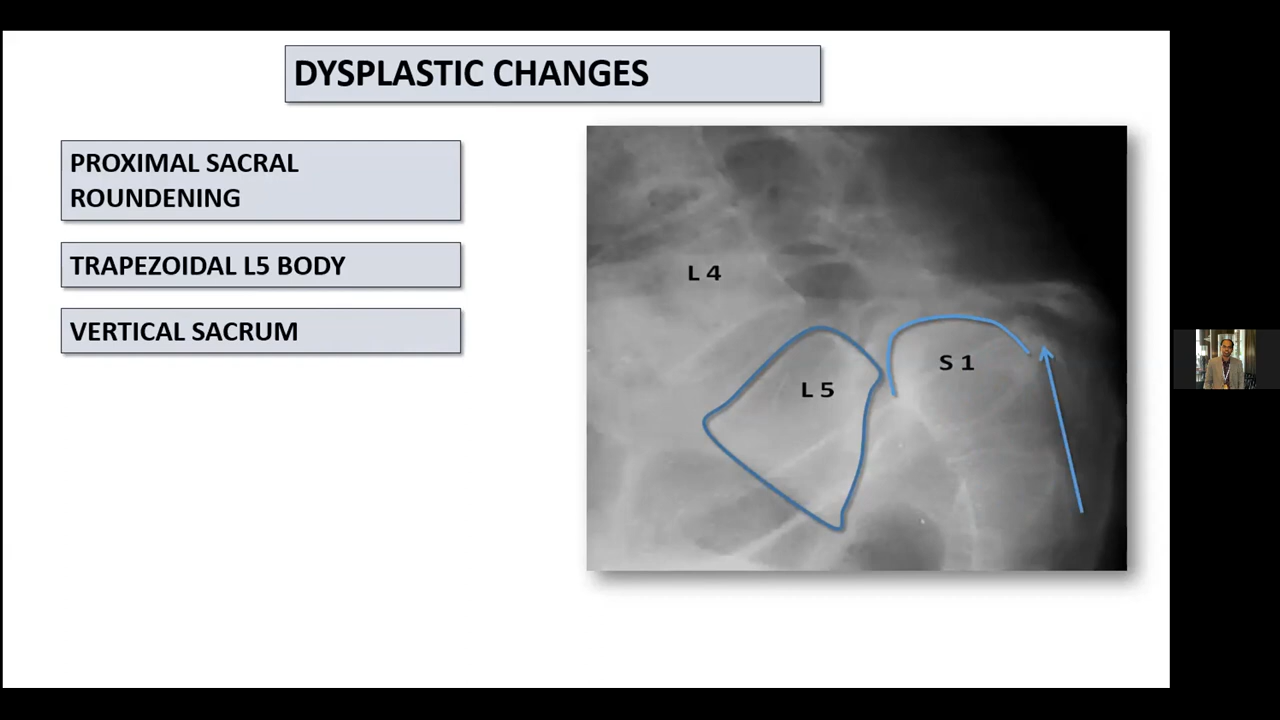 DYSPLASTIC CHANGES
PROXIMAL SACRAL
ROUNDENING
TRAPEZOIDAL L5 BODY
VERTICAL SACRUM
L 4
S 1
L 5